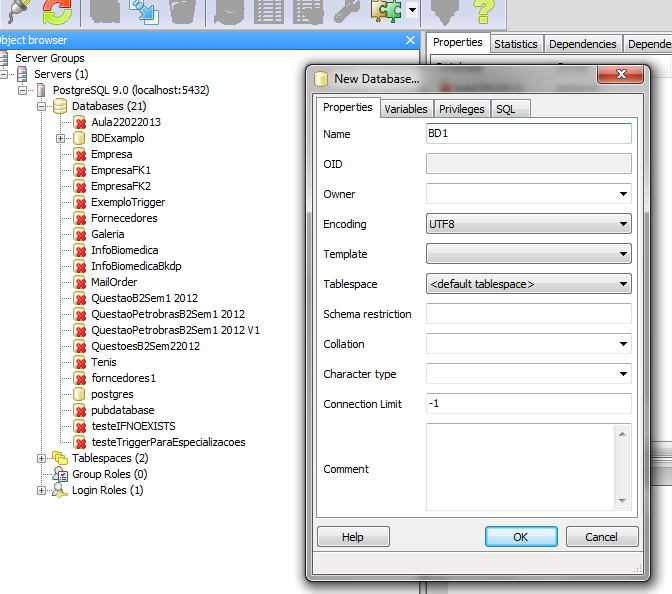 Object browser
Server Groups
Servers (1)
PostgreSQL 9.0 (localhost:5432)
Databases (21)
Aula22022013
BDExamplo
Empresa
EmpresaFK1
EmpresaFK2
ExemploTrigger
Fornecedores
Galeria
InfoBiomedica
InfoBiomedicaBkdp
MailOrder
QuestaoB2Sem1 2012
QuestaoPetrobrasB2Sem1 2012
QuestaoPetrobrasB2Sem1 2012 V1
QuestoesB2Sem22012
Tenis
forncedores1
postgres
pubdatabase
testeIFNOEXISTS
testeTriggerParaEspecializacoes
Tablespaces (2)
Group Roles (0)
Login Roles (1)
Properties Statistics Dependencies Depende
New Database...
Properties Variables Privileges SQL
Name BD1
OID
Owner
Encoding UTF8
Template
Tablespace <default tablespace>
Schema restriction
Collation
Character type
Connection Limit -1
Comment
Help OK Cancel